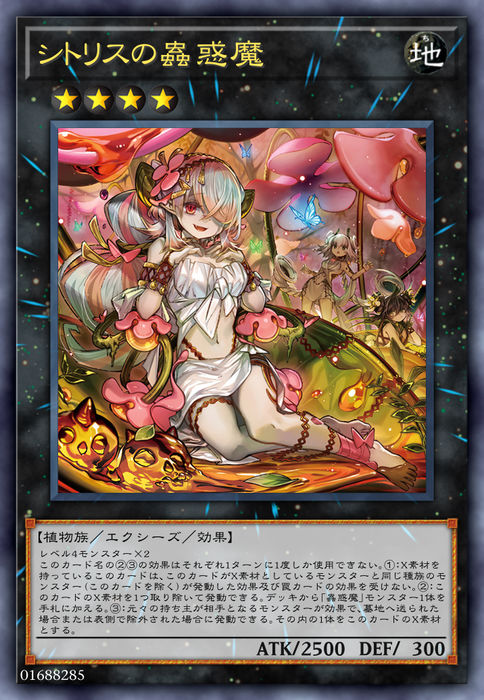 シトリスの蟲惑魔
ち
地
【植物族／エクシーズ／効果】
レベル4モンスター×2
このカード名の②③の効果はそれぞれ1ターンに1度しか使用できない。①:X素材を
持っているこのカードは、このカードがX素材としているモンスターと同じ種族のモ
ンスター(このカードを除く)が発動した効果及び罠カードの効果を受けない。②:こ
のカードのX素材を1つ取り除いて発動できる。デッキから「蟲惑魔」モンスター1体を
手札に加える。③:元々の持ち主が相手となるモンスターが効果で、墓地へ送られた
場合または表側で除外された場合に発動できる。その内の1体をこのカードのX素材
とする。
ATK/2500 DEF/ 300
01688285